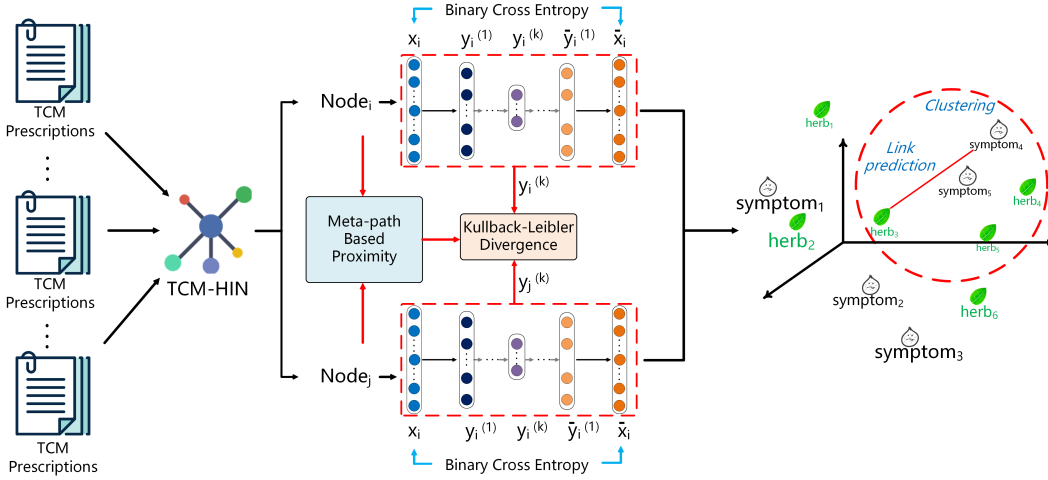 TCM
Prescriptions
TCM
Prescriptions
TCM
Prescriptions
TCM-HIN
Binary Cross Entropy
xᵢ yᵢ⁽¹⁾ yᵢ⁽ᵏ⁾ ȳᵢ⁽¹⁾ x̄ᵢ
Nodeᵢ
yᵢ⁽ᵏ⁾
Meta-path
Based
Proximity
Kullback-Leibler
Divergence
yⱼ⁽ᵏ⁾
Nodeⱼ
xᵢ yᵢ⁽¹⁾ yᵢ⁽ᵏ⁾ ȳᵢ⁽¹⁾ x̄ᵢ
Binary Cross Entropy
Clustering
herb₁
symptom₄
Link
prediction
symptom₅
symptom₁
herb₄
herb₃
herb₂
herb₅
symptom₂
herb₆
symptom₃